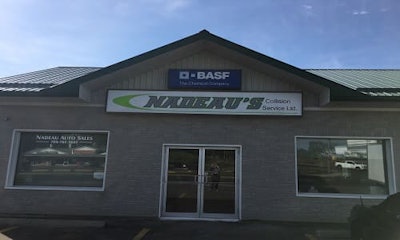 BASF
The Chemical Company
NADEAU'S
Collision
Service Ltd.
NADEAU AUTO SALES